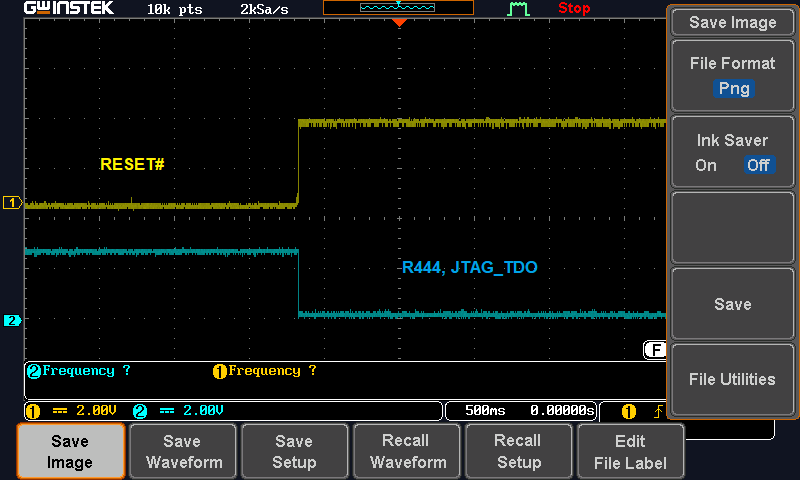 GWINSTEK 10k pts 2kSa/s Stop
Save Image
File Format
Png
Ink Saver
On Off
RESET#
1
R444, JTAG_TDO
2
Save
F
2 Frequency ? 1 Frequency ?
File Utilities
1 2.00V 2 2.00V 500ms 0.00000s 1
Save Image
Save Waveform
Save Setup
Recall Waveform
Recall Setup
Edit File Label